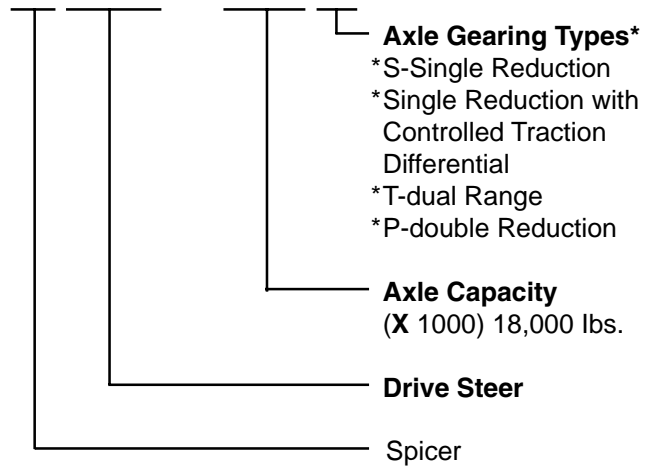 Axle Gearing Types*
*S-Single Reduction
*Single Reduction with
Controlled Traction
Differential
*T-dual Range
*P-double Reduction
Axle Capacity
(X 1000) 18,000 lbs.
Drive Steer
Spicer